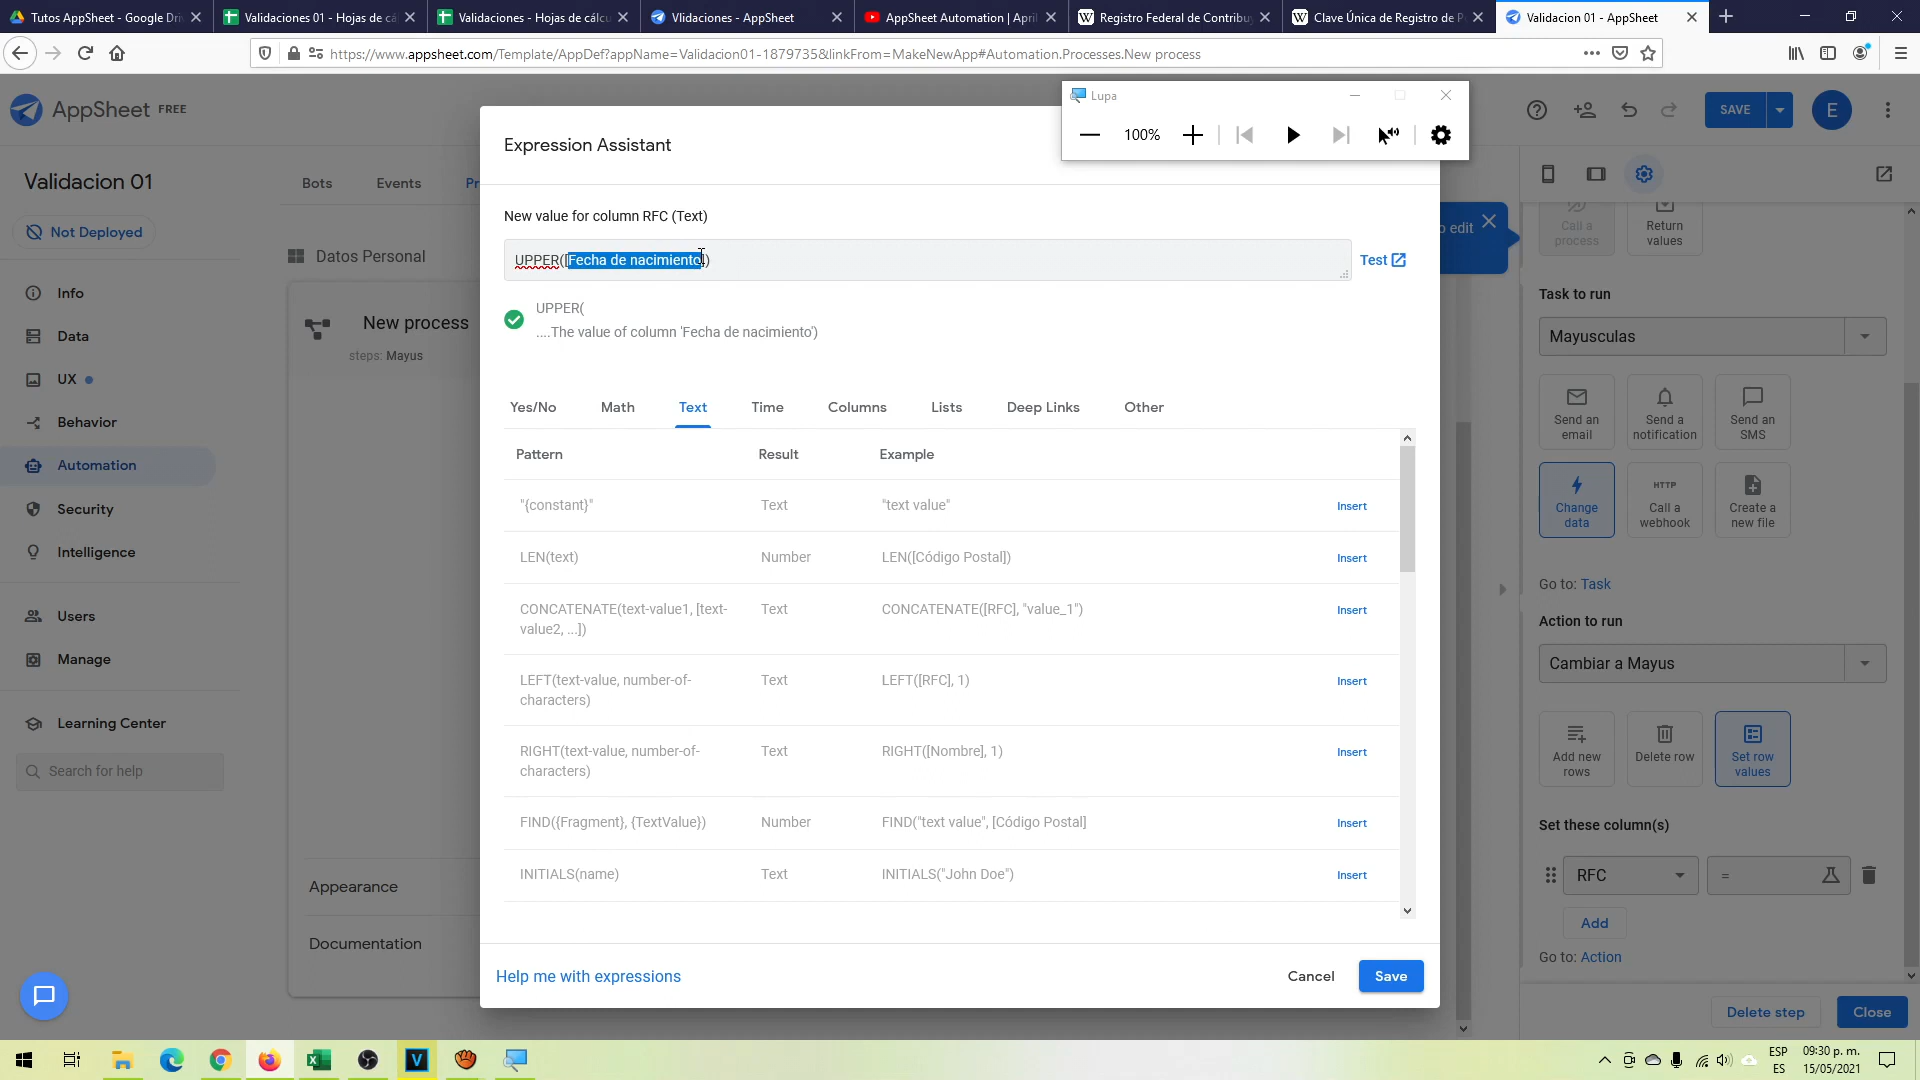 Tutos AppSheet - Google Dri
Validaciones 01 - Hojas de cá
Validaciones - Hojas de cálcu
Vlidaciones - AppSheet
AppSheet Automation | April
Registro Federal de Contribuy
Clave Única de Registro de P
Validacion 01 - AppSheet
https://www.appsheet.com/Template/AppDef?appName=Validacion01-1879735&linkFrom=MakeNewApp#Automation.Processes.New process
AppSheet FREE
Lupa
100%
SAVE
E
Validacion 01
Not Deployed
Info
Data
UX
Behavior
Automation
Security
Intelligence
Users
Manage
Learning Center
Search for help
Bots
Events
Pr
Datos Personal
New process
steps: Mayus
Appearance
Documentation
Expression Assistant
New value for column RFC (Text)
UPPER([Fecha de nacimiento])
Test
UPPER(
....The value of column 'Fecha de nacimiento')
Yes/No
Math
Text
Time
Columns
Lists
Deep Links
Other
Pattern Result Example
"{constant}" Text "text value" Insert
LEN(text) Number LEN([Código Postal]) Insert
CONCATENATE(text-value1, [text- Text CONCATENATE([RFC], "value_1") Insert
value2, ...])
LEFT(text-value, number-of- Text LEFT([RFC], 1) Insert
characters)
RIGHT(text-value, number-of- Text RIGHT([Nombre], 1) Insert
characters)
FIND({Fragment}, {TextValue}) Number FIND("text value", [Código Postal] Insert
INITIALS(name) Text INITIALS("John Doe") Insert
Help me with expressions
Cancel
Save
o edit
Call a
process
Return
values
Task to run
Mayusculas
Send an
email
Send a
notification
Send an
SMS
Change
data
HTTP
Call a
webhook
Create a
new file
Go to: Task
Action to run
Cambiar a Mayus
Add new
rows
Delete row
Set row
values
Set these column(s)
RFC
=
Add
Go to: Action
Delete step
Close
V
ESP
ES
09:30 p. m.
15/05/2021